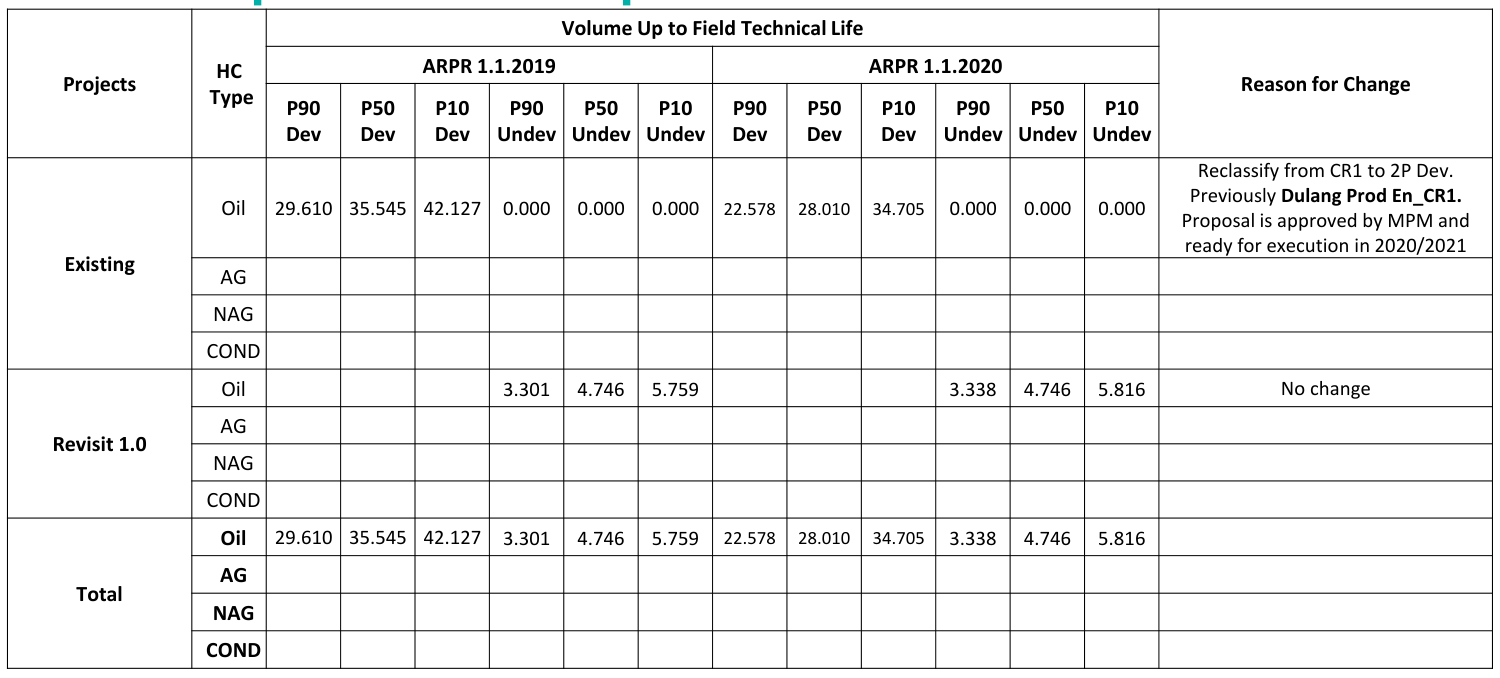 Volume Up to Field Technical Life
Projects
HC
Type
ARPR 1.1.2019
ARPR 1.1.2020
Reason for Change
P90
Dev
P50
Dev
P10
Dev
P90
Undev
P50
Undev
P10
Undev
P90
Dev
P50
Dev
P10
Dev
P90
Undev
P50
Undev
P10
Undev
Existing
Oil 29.610 35.545 42.127 0.000 0.000 0.000 22.578 28.010 34.705 0.000 0.000 0.000
Reclassify from CR1 to 2P Dev.
Previously Dulang Prod En_CR1.
Proposal is approved by MPM and
ready for execution in 2020/2021
AG
NAG
COND
Revisit 1.0
Oil 3.301 4.746 5.759 3.338 4.746 5.816 No change
AG
NAG
COND
Total
Oil 29.610 35.545 42.127 3.301 4.746 5.759 22.578 28.010 34.705 3.338 4.746 5.816
AG
NAG
COND